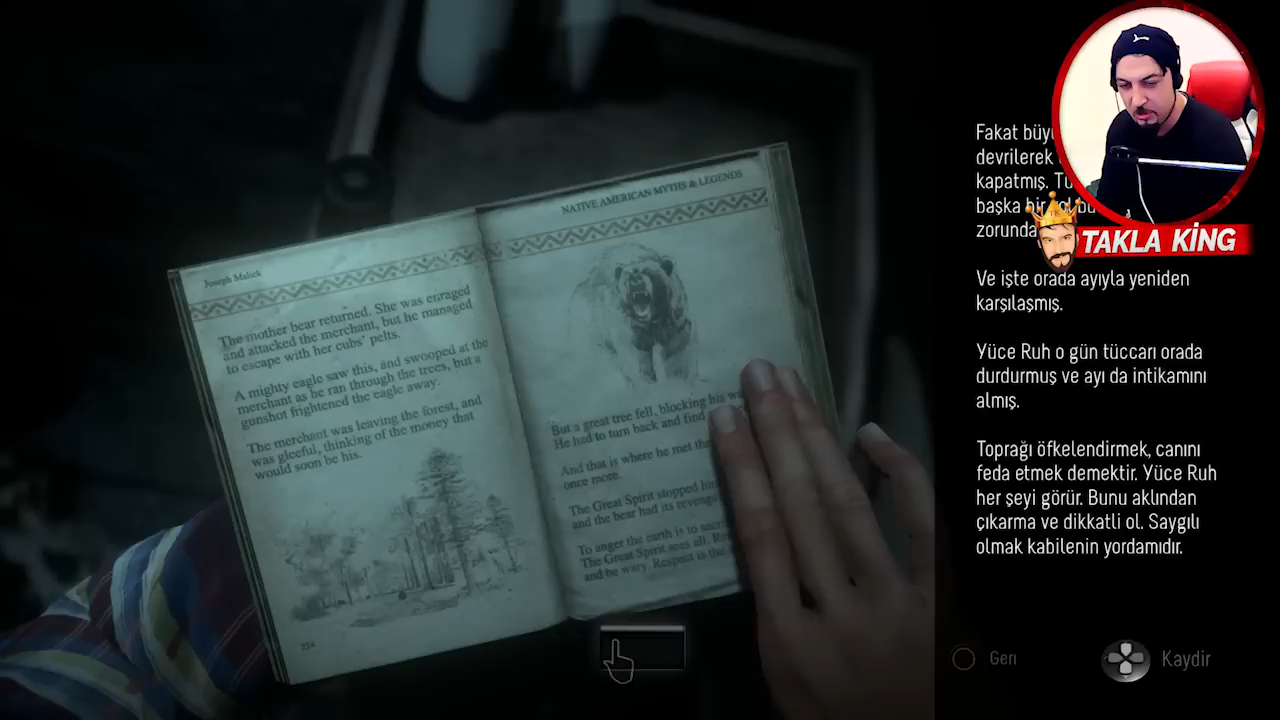 Joseph Malick
The mother bear returned. She was enraged
and attacked the merchant, but he managed
to escape with her cubs' pelts.
A mighty eagle saw this, and swooped at the
merchant as he ran through the trees, but a
gunshot frightened the eagle away.
The merchant was leaving the forest, and
was gleeful, thinking of the money that
would soon be his.
NATIVE AMERICAN MYTHS & LEGENDS
But a great tree fell, blocking his
He had to turn back and find
And that is where he met the
once more.
The Great Spirit stopped
and the bear had its revenge
To anger the earth is to
The Great Spirit sees all.
and be wary. Respect is the
Fakat
devrilerek
kapatmış.
başka bir
zorunda
Ve işte orada ayıyla yeniden
karşılaşmış.
Yüce Ruh o gün tüccarı orada
durdurmuş ve ayı da intikamını
almış.
Toprağı öfkelendirmek, canını
feda etmek demektir. Yüce Ruh
her şeyi görür. Bunu aklından
çıkarma ve dikkatli ol. Saygılı
olmak kabilenin yordamıdır.
TAKLA KİNG
Geri
Kaydir